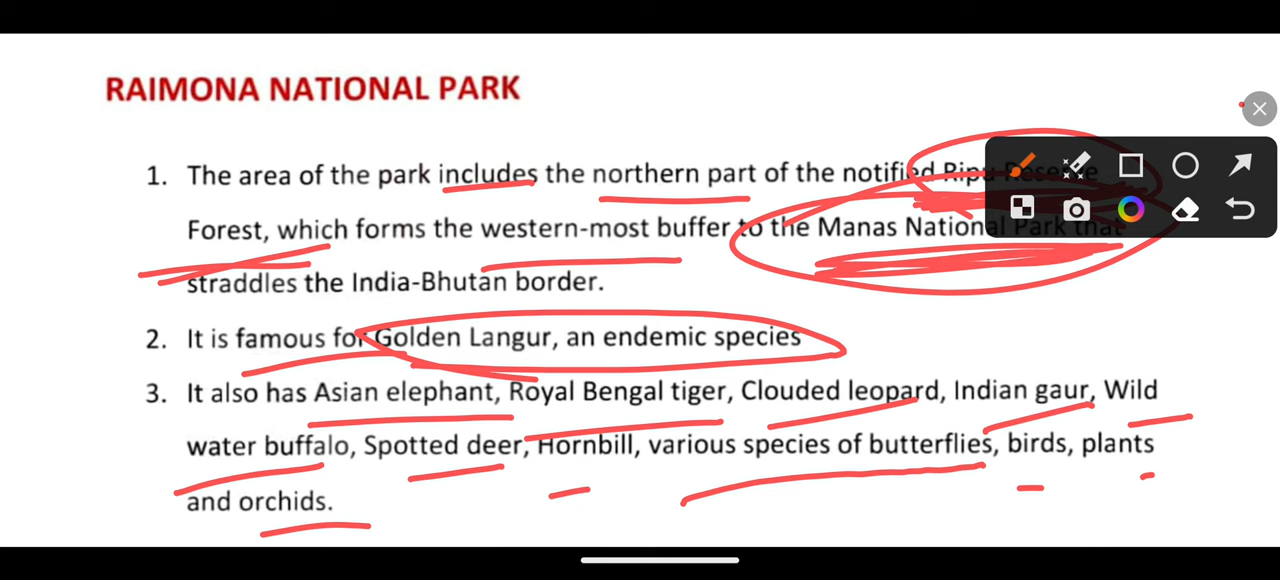 RAIMONA NATIONAL PARK
1. The area of the park includes the northern part of the notified Ripu Reserve
Forest, which forms the western-most buffer to the Manas National Park that
straddles the India-Bhutan border.
2. It is famous for Golden Langur, an endemic species
3. It also has Asian elephant, Royal Bengal tiger, Clouded leopard, Indian gaur, Wild
water buffalo, Spotted deer, Hornbill, various species of butterflies, birds, plants
and orchids.